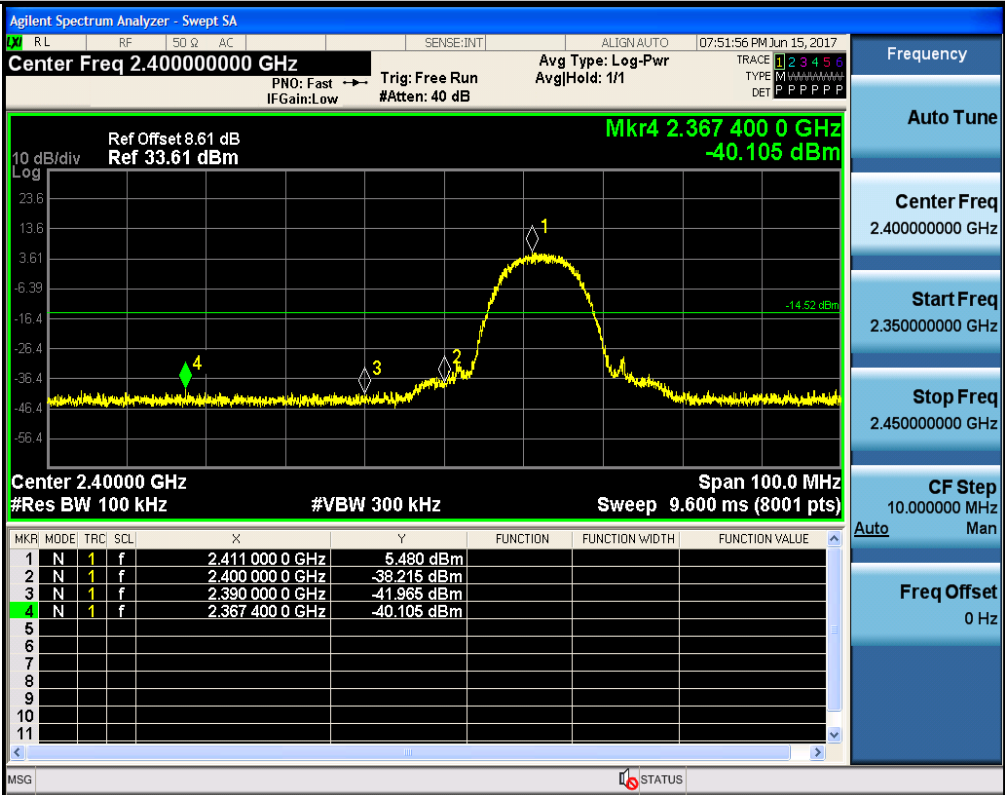 Agilent Spectrum Analyzer - Swept SA
LXI RL RF 50 Ω AC SENSE:INT ALIGN AUTO 07:51:56 PM Jun 15, 2017
Center Freq 2.400000000 GHz
PNO: Fast
IFGain:Low
Trig: Free Run
#Atten: 40 dB
Avg Type: Log-Pwr
Avg|Hold: 1/1
TRACE 1 2 3 4 5 6
TYPE M
DET P P P P P P
Ref Offset 8.61 dB
Ref 33.61 dBm
10 dB/div
Log
Mkr4 2.367 400 0 GHz
-40.105 dBm
23.6
13.6
3.61
-6.39
-16.4
-26.4
-36.4
-46.4
-56.4
1
2
3
4
-14.52 dBm
Center 2.40000 GHz
#Res BW 100 kHz
#VBW 300 kHz
Span 100.0 MHz
Sweep 9.600 ms (8001 pts)
MKR MODE TRC SCL X Y FUNCTION FUNCTION WIDTH FUNCTION VALUE
1 N 1 f 2.411 000 0 GHz 5.480 dBm
2 N 1 f 2.400 000 0 GHz -38.215 dBm
3 N 1 f 2.390 000 0 GHz -41.965 dBm
4 N 1 f 2.367 400 0 GHz -40.105 dBm
5
6
7
8
9
10
11
MSG
STATUS
Frequency
Auto Tune
Center Freq
2.400000000 GHz
Start Freq
2.350000000 GHz
Stop Freq
2.450000000 GHz
CF Step
10.000000 MHz
Auto Man
Freq Offset
0 Hz